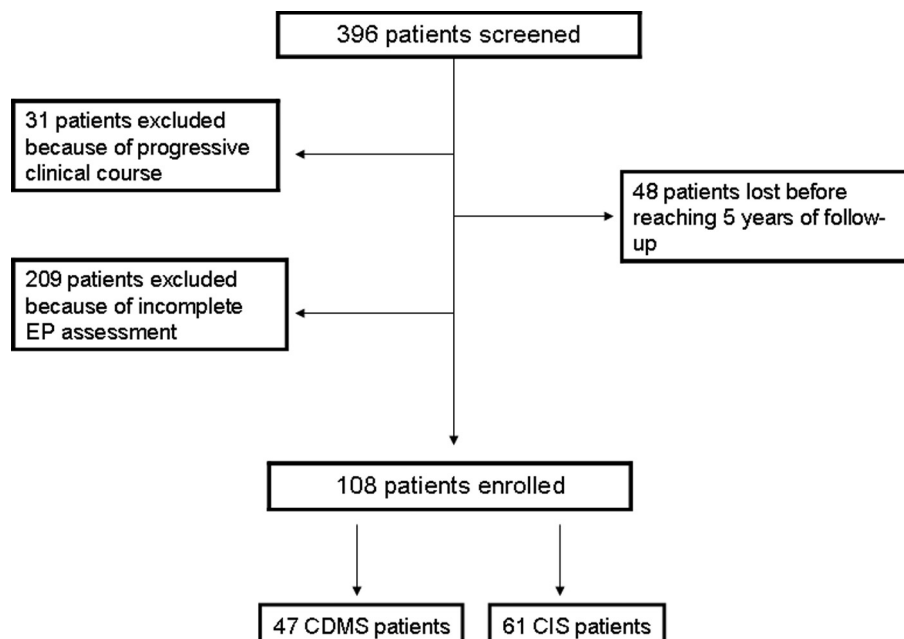 396 patients screened
31 patients excluded
because of progressive
clinical course
48 patients lost before
reaching 5 years of follow-
up
209 patients excluded
because of incomplete
EP assessment
108 patients enrolled
47 CDMS patients
61 CIS patients